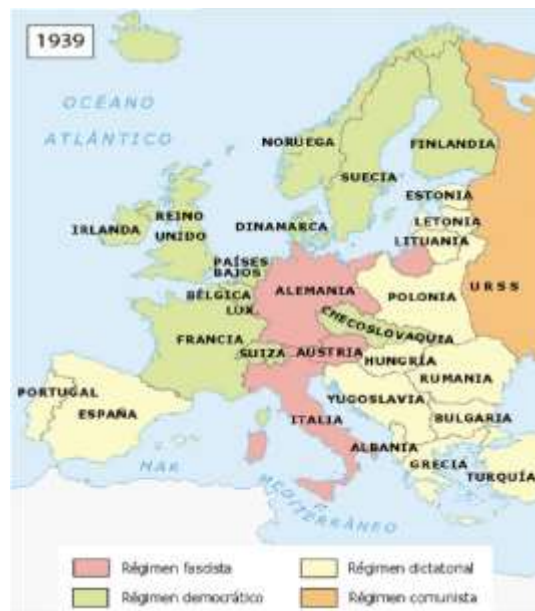 1939
OCÉANO
ATLÁNTICO
NORUEGA
FINLANDIA
SUECIA
ESTONIA
LETONIA
LITUANIA
IRLANDA
REINO
UNIDO
DINAMARCA
PAÍSES
BAJOS
BÉLGICA
LUX.
ALEMANIA
POLONIA
URSS
CHECOSLOVAQUIA
FRANCIA
SUIZA
AUSTRIA
HUNGRÍA
RUMANIA
PORTUGAL
ESPAÑA
ITALIA
YUGOSLAVIA
BULGARIA
ALBANIA
GRECIA
TURQUÍA
MAR
MEDITERRÁNEO
Régimen fascista
Régimen dictatorial
Régimen democrático
Régimen comunista